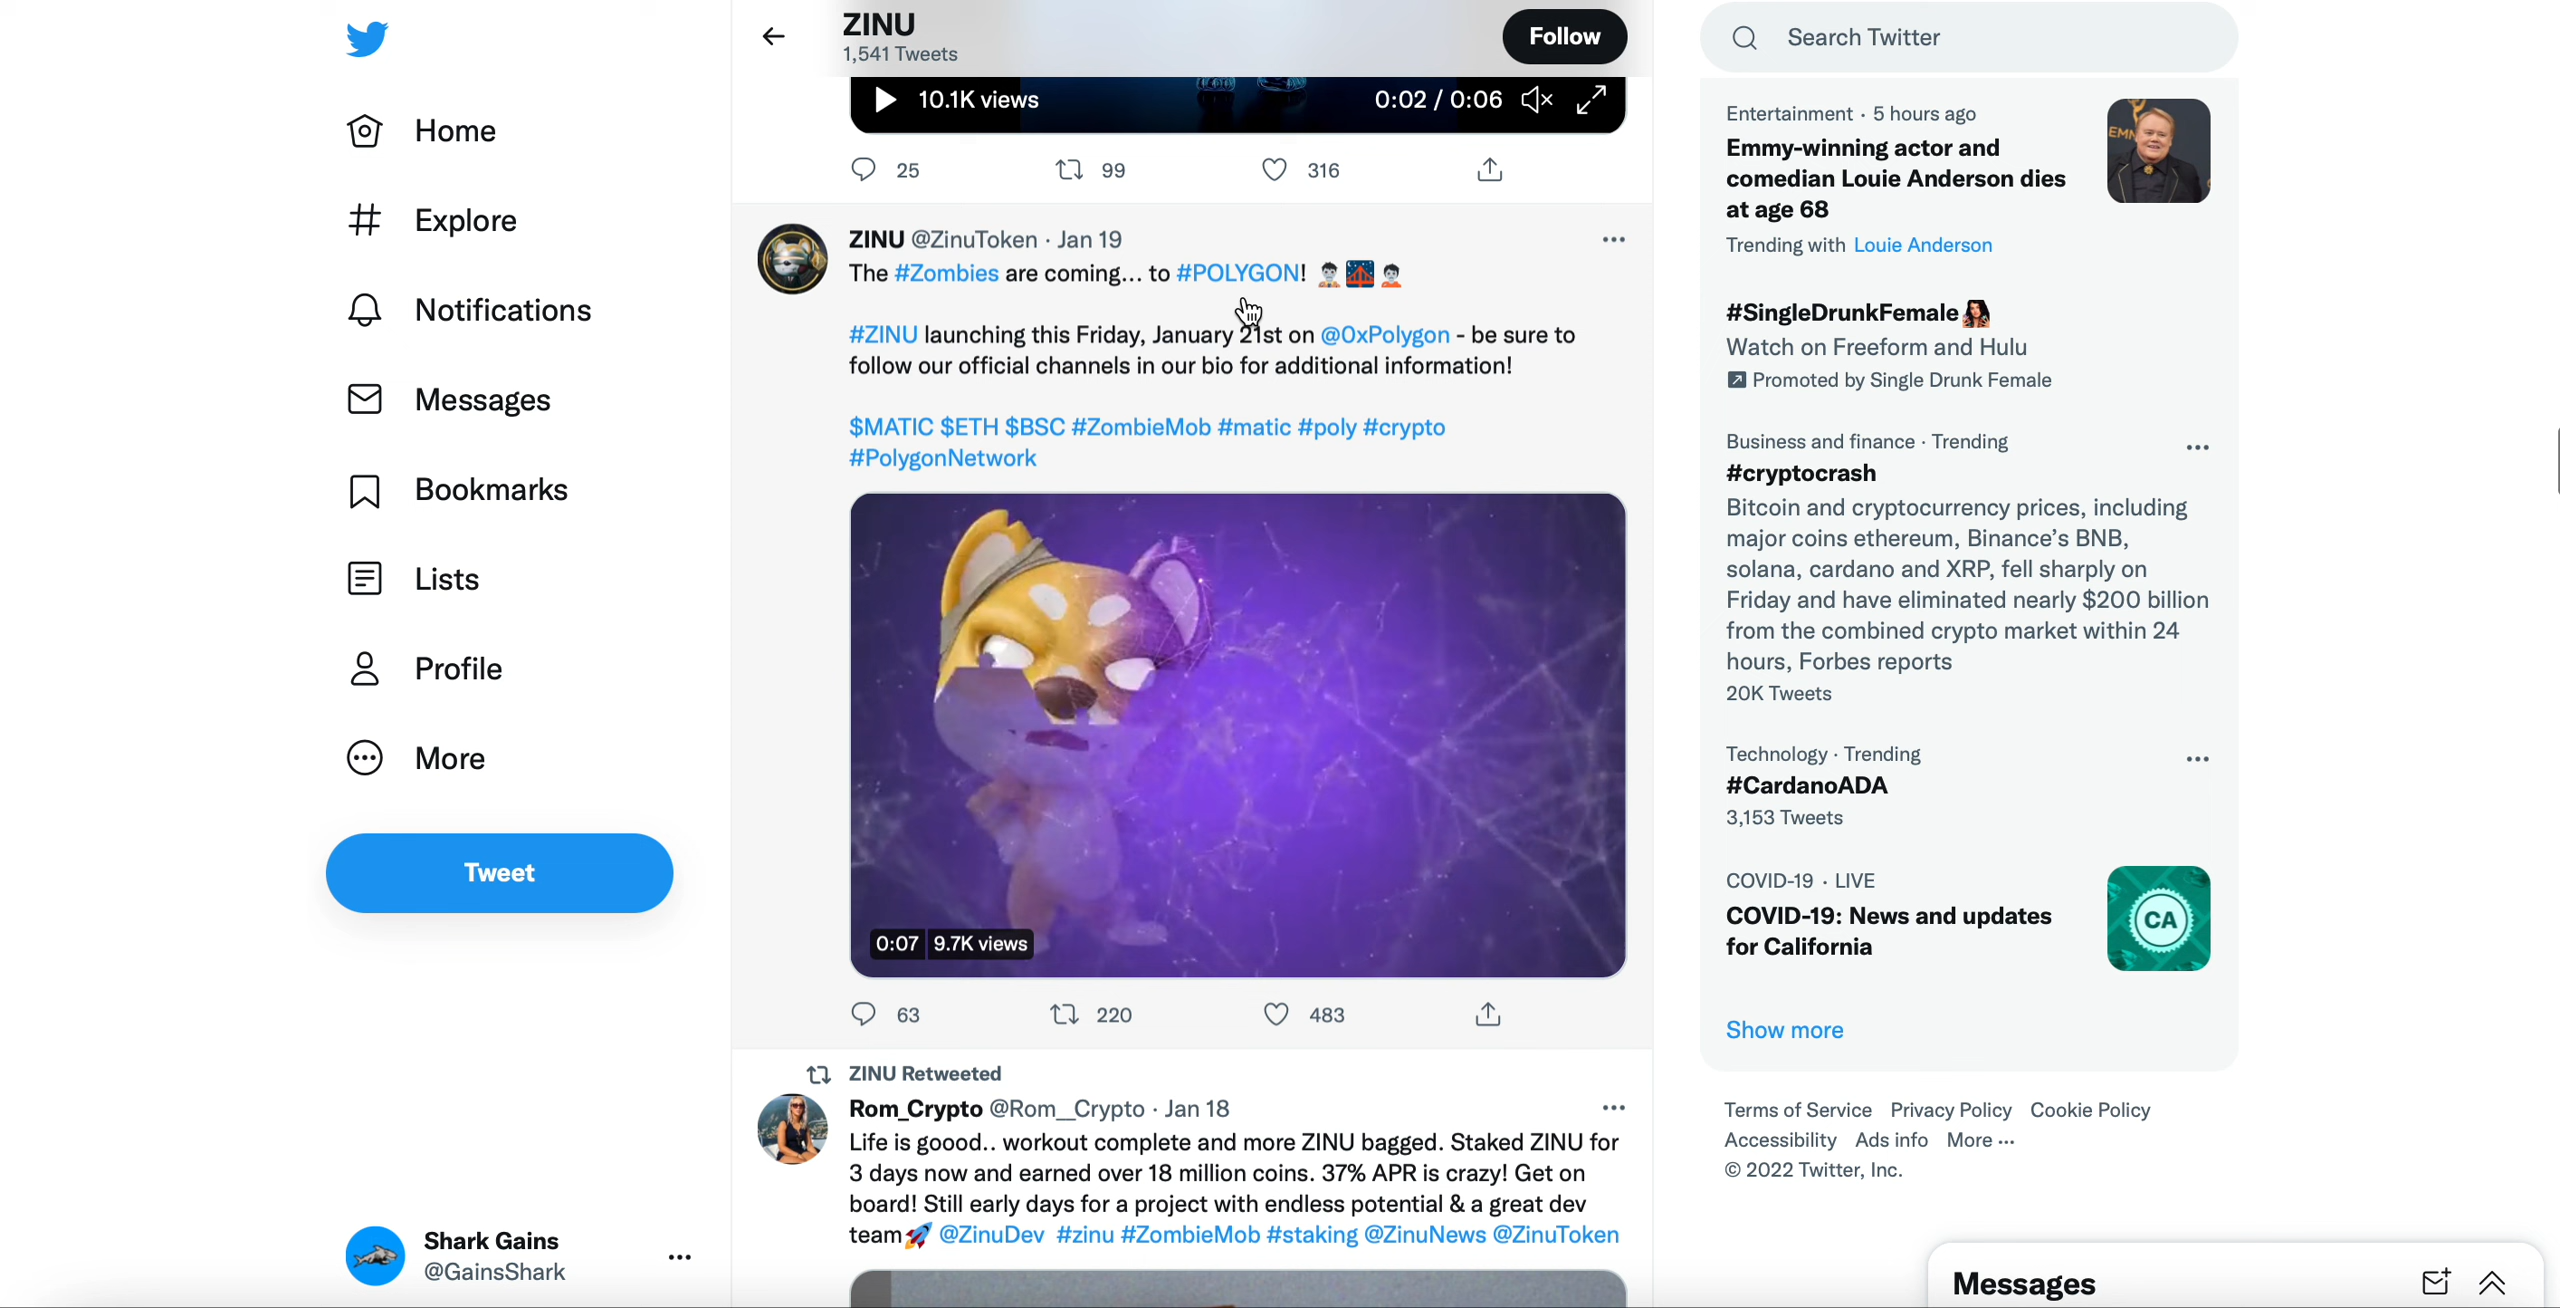 Home
Explore
Notifications
Messages
Bookmarks
Lists
Profile
More
Tweet
Shark Gains
@GainsShark
ZINU
1,541 Tweets
Follow
10.1K views
0:02 / 0:06
25
99
316
ZINU @ZinuToken · Jan 19
The #Zombies are coming... to #POLYGON!
#ZINU launching this Friday, January 21st on @0xPolygon - be sure to
follow our official channels in our bio for additional information!
$MATIC $ETH $BSC #ZombieMob #matic #poly #crypto
#PolygonNetwork
0:07 9.7K views
63
220
483
ZINU Retweeted
Rom_Crypto @Rom__Crypto · Jan 18
Life is goood.. workout complete and more ZINU bagged. Staked ZINU for
3 days now and earned over 18 million coins. 37% APR is crazy! Get on
board! Still early days for a project with endless potential & a great dev
team🚀 @ZinuDev #zinu #ZombieMob #staking @ZinuNews @ZinuToken
Search Twitter
Entertainment · 5 hours ago
Emmy-winning actor and
comedian Louie Anderson dies
at age 68
Trending with Louie Anderson
EMM
#SingleDrunkFemale
Watch on Freeform and Hulu
Promoted by Single Drunk Female
Business and finance · Trending
#cryptocrash
Bitcoin and cryptocurrency prices, including
major coins ethereum, Binance's BNB,
solana, cardano and XRP, fell sharply on
Friday and have eliminated nearly $200 billion
from the combined crypto market within 24
hours, Forbes reports
20K Tweets
Technology · Trending
#CardanoADA
3,153 Tweets
COVID-19 · LIVE
COVID-19: News and updates
for California
CA
Show more
Terms of Service Privacy Policy Cookie Policy
Accessibility Ads info More ···
© 2022 Twitter, Inc.
Messages